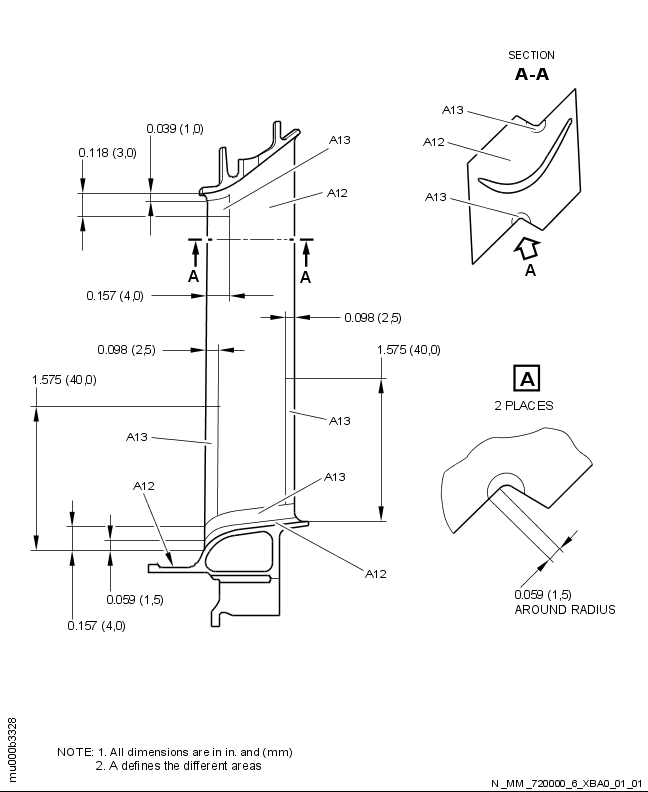 SECTION
A-A
A13
A12
A13
A
0.039 (1,0)
0.118 (3,0)
A13
A12
A
A
0.157 (4,0)
0.098 (2,5)
0.098 (2,5)
1.575 (40,0)
1.575 (40,0)
A
2 PLACES
A13
A13
A13
A12
A12
0.059 (1,5)
0.157 (4,0)
0.059 (1,5)
AROUND RADIUS
mu000b3328
NOTE: 1. All dimensions are in in. and (mm)
2. A defines the different areas
N_MM_720000_6_XBA0_01_01